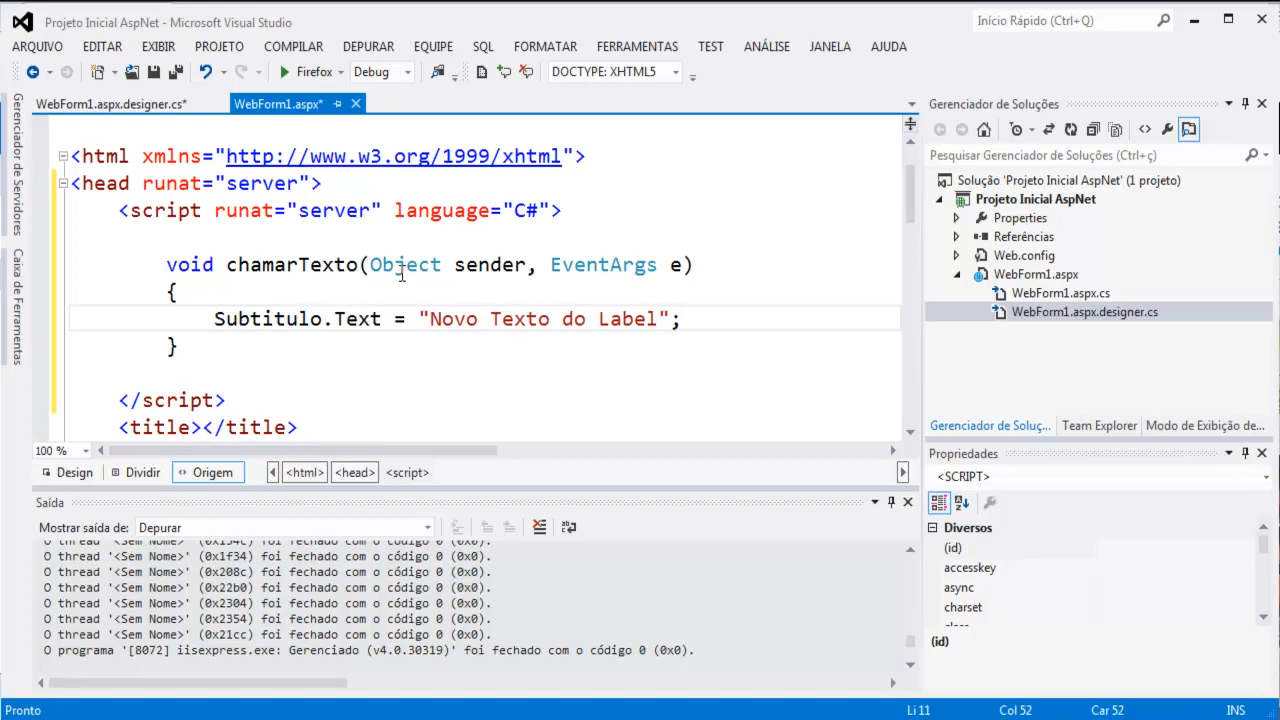 Projeto Inicial AspNet - Microsoft Visual Studio
Início Rápido (Ctrl+Q)
ARQUIVO EDITAR EXIBIR PROJETO COMPILAR DEPURAR EQUIPE SQL FORMATAR FERRAMENTAS TEST ANÁLISE JANELA AJUDA
Firefox Debug DOCTYPE: XHTML5
Gerenciador de Servidores
Caixa de Ferramentas
WebForm1.aspx.designer.cs* WebForm1.aspx*
<html xmlns="http://www.w3.org/1999/xhtml">
<head runat="server">
<script runat="server" language="C#">
void chamarTexto(Object sender, EventArgs e)
{
Subtitulo.Text = "Novo Texto do Label";
}
</script>
<title></title>
100 %
Design Dividir Origem <html> <head> <script>
Saída
Mostrar saída de: Depurar
O thread '<Sem Nome>' (0x154c) foi fechado com o código 0 (0x0).
O thread '<Sem Nome>' (0x1f34) foi fechado com o código 0 (0x0).
O thread '<Sem Nome>' (0x208c) foi fechado com o código 0 (0x0).
O thread '<Sem Nome>' (0x22b0) foi fechado com o código 0 (0x0).
O thread '<Sem Nome>' (0x2304) foi fechado com o código 0 (0x0).
O thread '<Sem Nome>' (0x2354) foi fechado com o código 0 (0x0).
O thread '<Sem Nome>' (0x21cc) foi fechado com o código 0 (0x0).
O programa '[8072] iisexpress.exe: Gerenciado (v4.0.30319)' foi fechado com o código 0 (0x0).
Gerenciador de Soluções
Pesquisar Gerenciador de Soluções (Ctrl+ç)
Solução 'Projeto Inicial AspNet' (1 projeto)
Projeto Inicial AspNet
Properties
Referências
Web.config
WebForm1.aspx
WebForm1.aspx.cs
WebForm1.aspx.designer.cs
Gerenciador de Soluç... Team Explorer Modo de Exibição de...
Propriedades
<SCRIPT>
Diversos
(id)
accesskey
async
charset
(id)
Pronto Li 11 Col 52 Car 52 INS